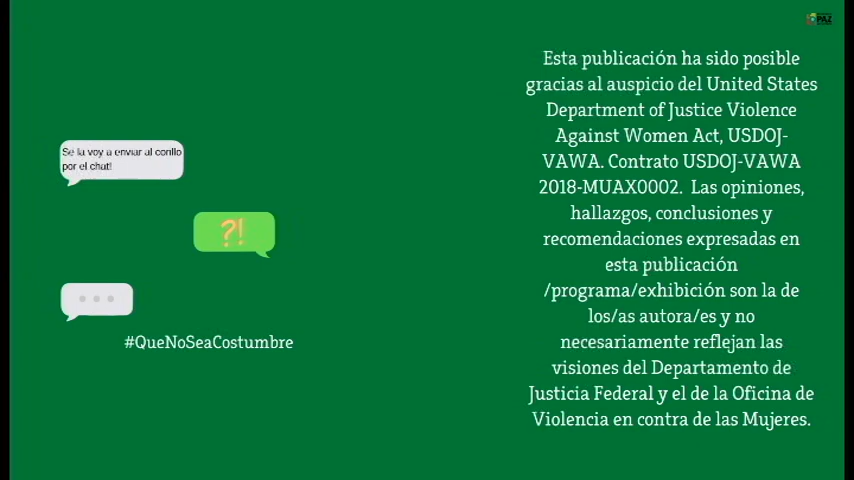 PAZ
Se la voy a enviar al corillo
por el chat!
?!
#QueNoSeaCostumbre
Esta publicación ha sido posible
gracias al auspicio del United States
Department of Justice Violence
Against Women Act, USDOJ-
VAWA. Contrato USDOJ-VAWA
2018-MUAX0002. Las opiniones,
hallazgos, conclusiones y
recomendaciones expresadas en
esta publicación
/programa/exhibición son la de
los/as autora/es y no
necesariamente reflejan las
visiones del Departamento de
Justicia Federal y el de la Oficina de
Violencia en contra de las Mujeres.